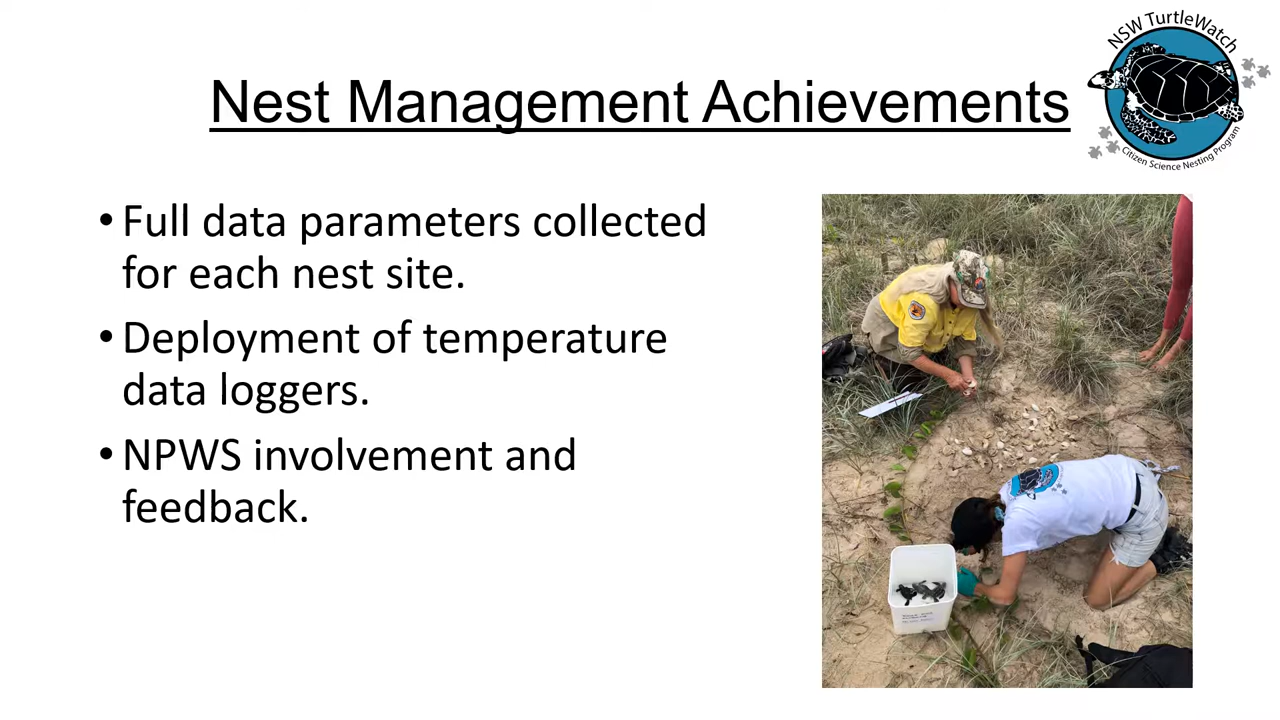 NSW TurtleWatch
Nest Management Achievements
Citizen Science Nesting Program
• Full data parameters collected
for each nest site.
• Deployment of temperature
data loggers.
• NPWS involvement and
feedback.